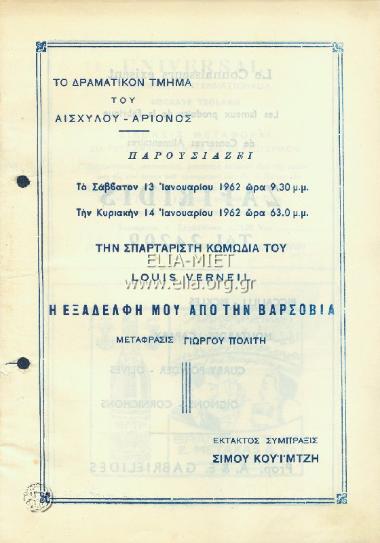 ΤΟ ΔΡΑΜΑΤΙΚΟΝ ΤΜΗΜΑ
ΤΟΥ
ΑΙΣΧΥΛΟΥ - ΑΡΙΟΝΟΣ
ΠΑΡΟΥΣΙΑΖΕΙ
Τὸ Σάββατον 13 Ἰανουαρίου 1962 ὥρα 9.30 μ.μ.
Τὴν Κυριακὴν 14 Ἰανουαρίου 1962 ὥρα 63.0 μ.μ.
ΤΗΝ ΣΠΑΡΤΑΡΙΣΤΗ ΚΩΜΩΔΙΑ ΤΟΥ
ELIA-MIET
LOUIS VERNEIL
www.elia.org.gr
Η ΕΞΑΔΕΛΦΗ ΜΟΥ ΑΠΟ ΤΗΝ ΒΑΡΣΟΒΙΑ
ΜΕΤΑΦΡΑΣΙΣ ΓΙΩΡΓΟΥ ΠΟΛΙΤΗ
ΕΚΤΑΚΤΟΣ ΣΥΜΠΡΑΞΙΣ
ΣΙΜΟΥ ΚΟΥ·Ι·ΜΤΖΗ